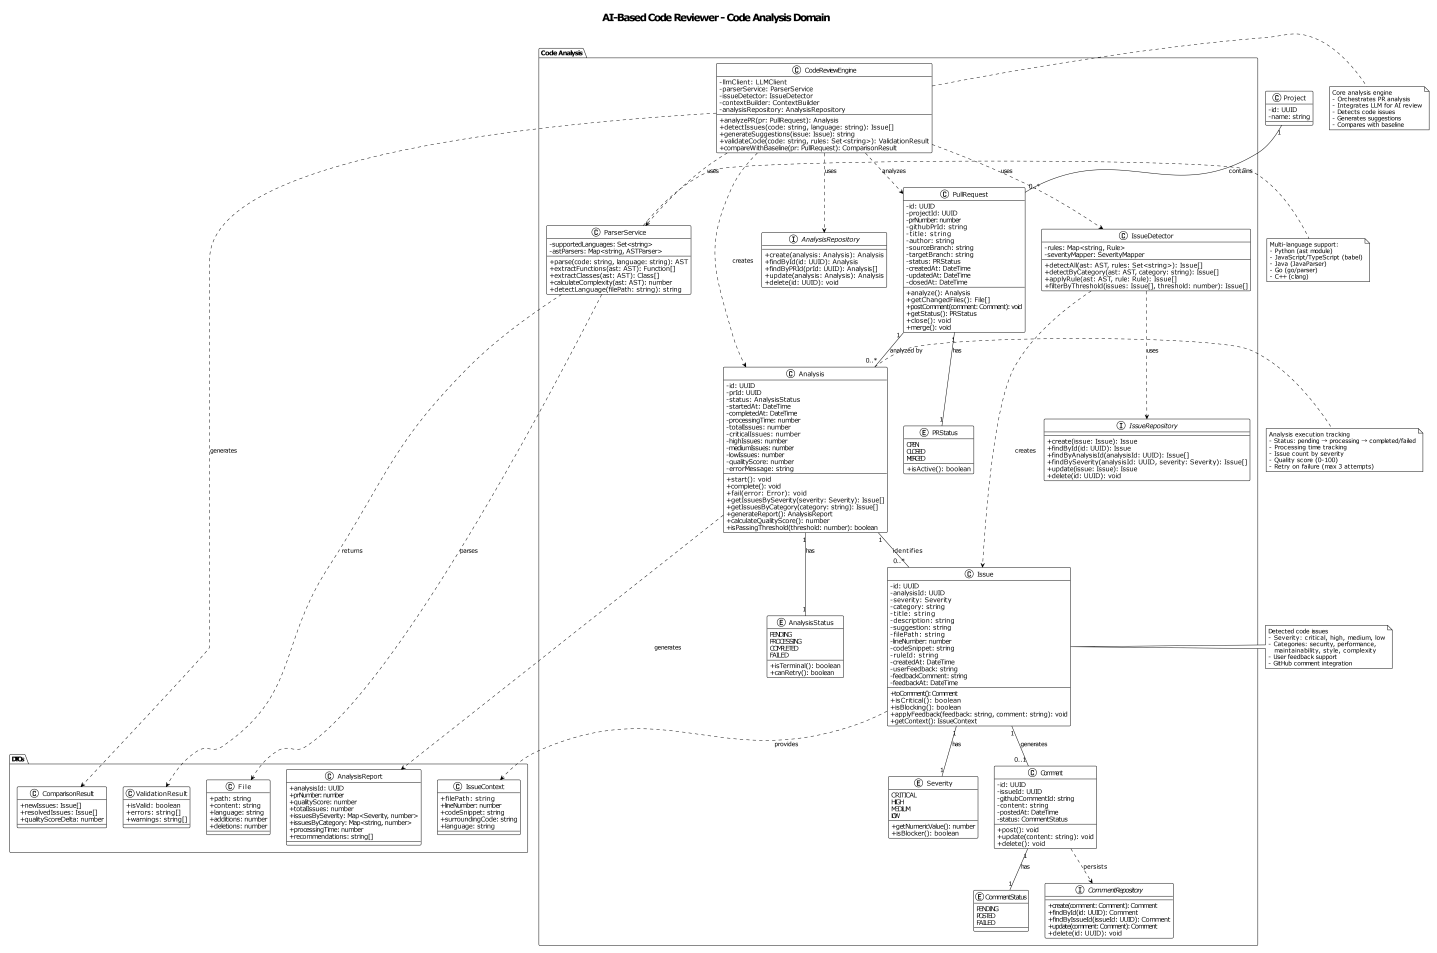 AI-Based Code Reviewer - Code Analysis Domain
Code Analysis
C CodeReviewEngine
-llmClient: LLMClient
-parserService: ParserService
-issueDetector: IssueDetector
-contextBuilder: ContextBuilder
-analysisRepository: AnalysisRepository
+analyzePR(pr: PullRequest): Analysis
+detectIssues(code: string, language: string): Issue[]
+generateSuggestions(issue: Issue): string
+validateCode(code: string, rules: Set<string>): ValidationResult
+compareWithBaseline(pr: PullRequest): ComparisonResult
C Project
-id: UUID
-name: string
Core analysis engine
- Orchestrates PR analysis
- Integrates LLM for AI review
- Detects code issues
- Generates suggestions
- Compares with baseline
1
uses
uses
analyzes
uses
contains
0..*
C ParserService
-supportedLanguages: Set<string>
-astParsers: Map<string, ASTParser>
+parse(code: string, language: string): AST
+extractFunctions(ast: AST): Function[]
+extractClasses(ast: AST): Class[]
+calculateComplexity(ast: AST): number
+detectLanguage(filePath: string): string
I AnalysisRepository
+create(analysis: Analysis): Analysis
+findById(id: UUID): Analysis
+findByPRId(prId: UUID): Analysis[]
+update(analysis: Analysis): Analysis
+delete(id: UUID): void
C PullRequest
-id: UUID
-projectId: UUID
-prNumber: number
-githubPrId: string
-title: string
-author: string
-sourceBranch: string
-targetBranch: string
-status: PRStatus
-createdAt: DateTime
-updatedAt: DateTime
-closedAt: DateTime
+analyze(): Analysis
+getChangedFiles(): File[]
+postComment(comment: Comment): void
+getStatus(): PRStatus
+close(): void
+merge(): void
C IssueDetector
-rules: Map<string, Rule>
-severityMapper: SeverityMapper
+detectAll(ast: AST, rules: Set<string>): Issue[]
+detectByCategory(ast: AST, category: string): Issue[]
+applyRule(ast: AST, rule: Rule): Issue[]
+filterByThreshold(issues: Issue[], threshold: number): Issue[]
Multi-language support:
- Python (ast module)
- JavaScript/TypeScript (babel)
- Java (JavaParser)
- Go (go/parser)
- C++ (clang)
creates
1
analyzed by
0..*
1
has
1
uses
C Analysis
-id: UUID
-prId: UUID
-status: AnalysisStatus
-startedAt: DateTime
-completedAt: DateTime
-processingTime: number
-totalIssues: number
-criticalIssues: number
-highIssues: number
-mediumIssues: number
-lowIssues: number
-qualityScore: number
-errorMessage: string
+start(): void
+complete(): void
+fail(error: Error): void
+getIssuesBySeverity(severity: Severity): Issue[]
+getIssuesByCategory(category: string): Issue[]
+generateReport(): AnalysisReport
+calculateQualityScore(): number
+isPassingThreshold(threshold: number): boolean
E PRStatus
OPEN
CLOSED
MERGED
+isActive(): boolean
I IssueRepository
+create(issue: Issue): Issue
+findById(id: UUID): Issue
+findByAnalysisId(analysisId: UUID): Issue[]
+findBySeverity(analysisId: UUID, severity: Severity): Issue[]
+update(issue: Issue): Issue
+delete(id: UUID): void
Analysis execution tracking
- Status: pending → processing → completed/failed
- Processing time tracking
- Issue count by severity
- Quality score (0-100)
- Retry on failure (max 3 attempts)
generates
creates
returns
parses
1
has
1
1
identifies
0..*
C Issue
-id: UUID
-analysisId: UUID
-severity: Severity
-category: string
-title: string
-description: string
-suggestion: string
-filePath: string
-lineNumber: number
-codeSnippet: string
-ruleId: string
-createdAt: DateTime
-userFeedback: string
-feedbackComment: string
-feedbackAt: DateTime
+toComment(): Comment
+isCritical(): boolean
+isBlocking(): boolean
+applyFeedback(feedback: string, comment: string): void
+getContext(): IssueContext
E AnalysisStatus
PENDING
PROCESSING
COMPLETED
FAILED
+isTerminal(): boolean
+canRetry(): boolean
Detected code issues
- Severity: critical, high, medium, low
- Categories: security, performance,
maintainability, style, complexity
- User feedback support
- GitHub comment integration
generates
provides
1
has
1
1
generates
0..1
DTOs
C ComparisonResult
+newIssues: Issue[]
+resolvedIssues: Issue[]
+qualityScoreDelta: number
C ValidationResult
+isValid: boolean
+errors: string[]
+warnings: string[]
C File
+path: string
+content: string
+language: string
+additions: number
+deletions: number
C AnalysisReport
+analysisId: UUID
+prNumber: number
+qualityScore: number
+totalIssues: number
+issuesBySeverity: Map<Severity, number>
+issuesByCategory: Map<string, number>
+processingTime: number
+recommendations: string[]
C IssueContext
+filePath: string
+lineNumber: number
+codeSnippet: string
+surroundingCode: string
+language: string
E Severity
CRITICAL
HIGH
MEDIUM
LOW
+getNumericValue(): number
+isBlocker(): boolean
C Comment
-id: UUID
-issueId: UUID
-githubCommentId: string
-content: string
-postedAt: DateTime
-status: CommentStatus
+post(): void
+update(content: string): void
+delete(): void
1
has
1
persists
E CommentStatus
PENDING
POSTED
FAILED
I CommentRepository
+create(comment: Comment): Comment
+findById(id: UUID): Comment
+findByIssueId(issueId: UUID): Comment
+update(comment: Comment): Comment
+delete(id: UUID): void